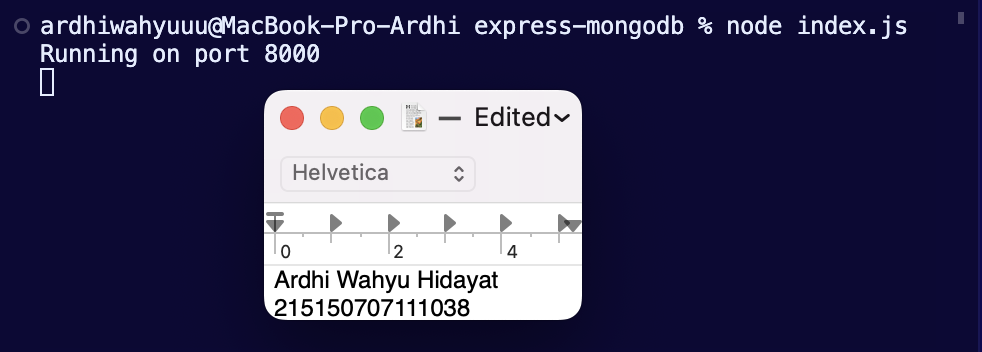 ardhiwahyuuu@MacBook-Pro-Ardhi express-mongodb % node index.js
Running on port 8000
— Edited
Helvetica
0 2 4
Ardhi Wahyu Hidayat
215150707111038